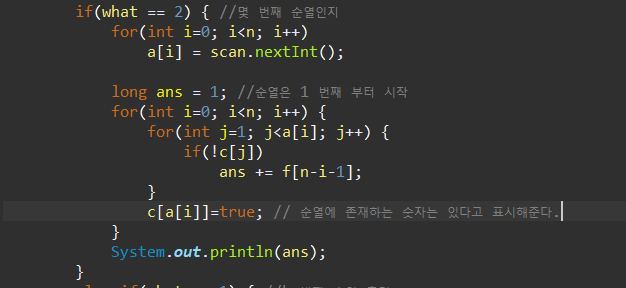 if(what == 2) { //몇 번째 순열인지
for(int i=0; i<n; i++)
a[i] = scan.nextInt();
long ans = 1; //순열은 1 번째 부터 시작
for(int i=0; i<n; i++) {
for(int j=1; j<a[i]; j++) {
if(!c[j])
ans += f[n-i-1];
}
c[a[i]]=true; // 순열에 존재하는 숫자는 있다고 표시해준다.
}
System.out.println(ans);
}